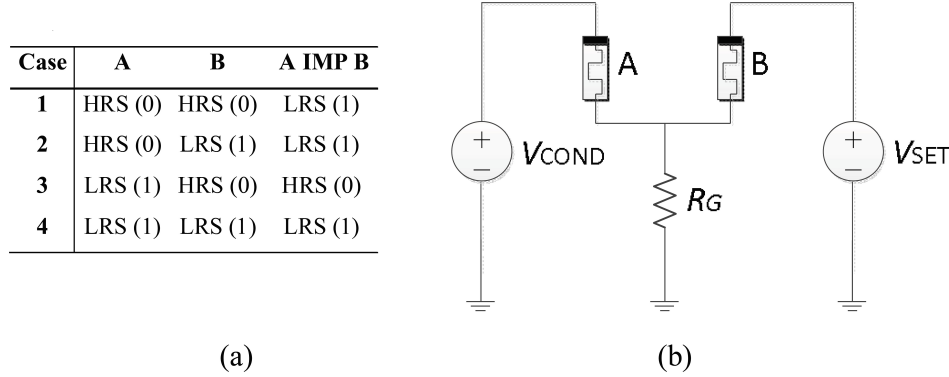 Case A B A IMP B
1 HRS (0) HRS (0) LRS (1)
2 HRS (0) LRS (1) LRS (1)
3 LRS (1) HRS (0) HRS (0)
4 LRS (1) LRS (1) LRS (1)
(a)
A
B
+
−
VCOND
+
−
VSET
RG
(b)